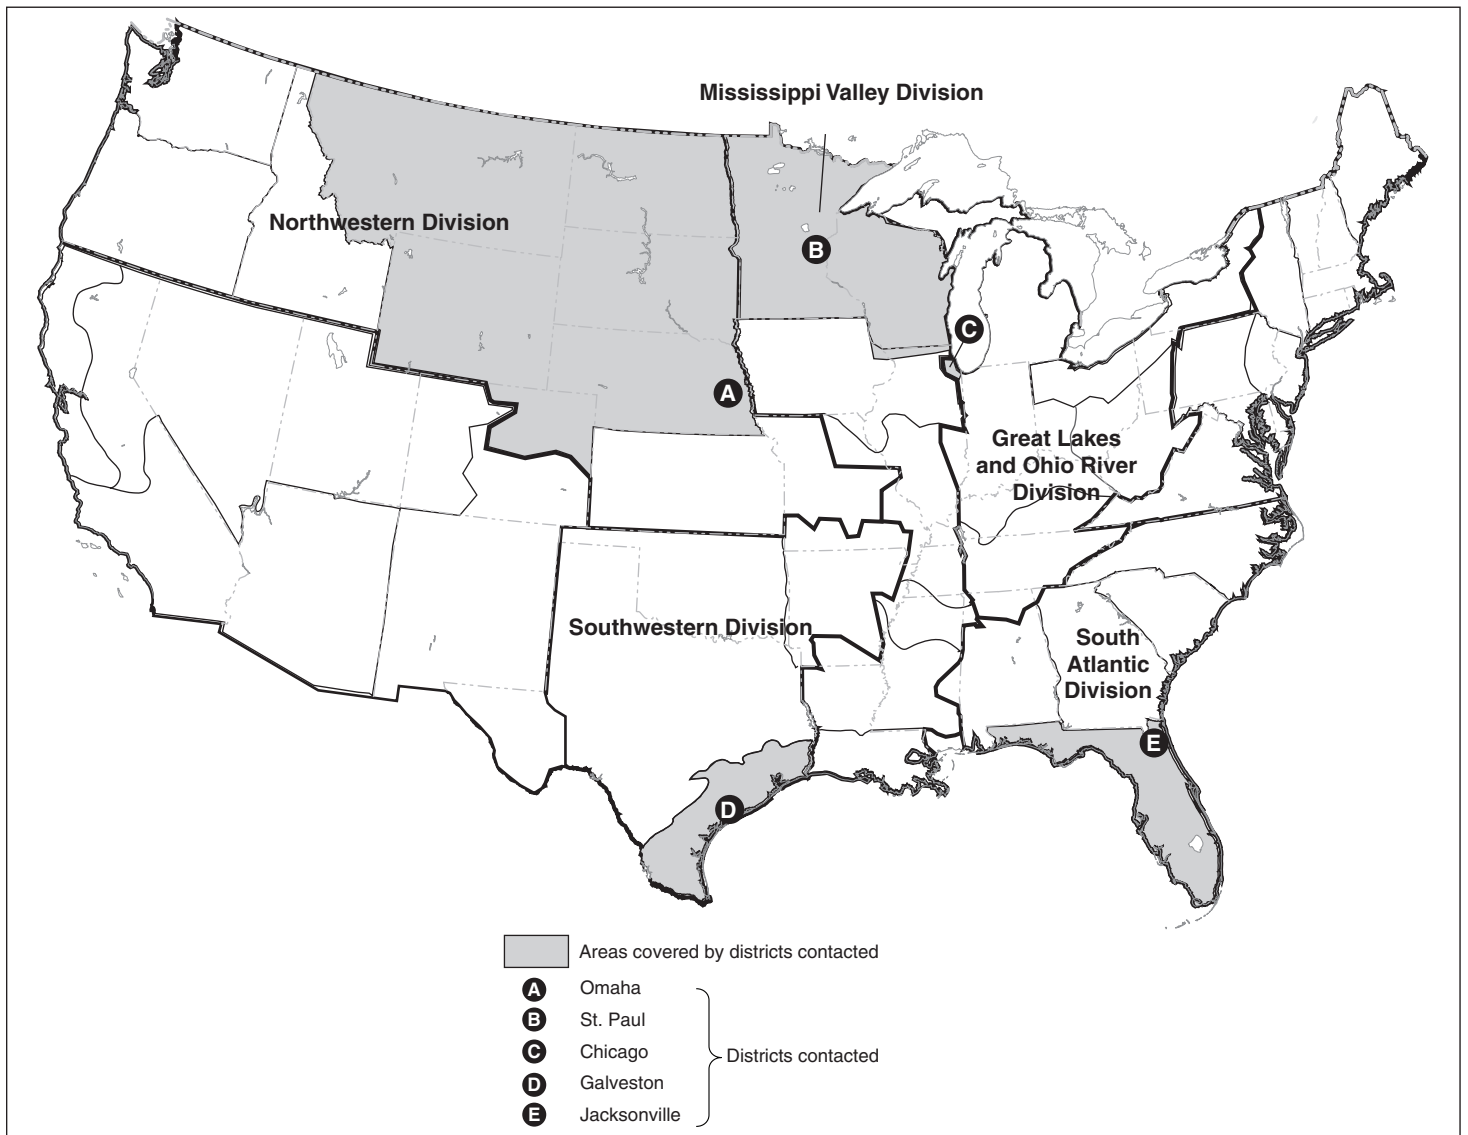 Mississippi Valley Division
Northwestern Division
B
C
A
Great Lakes
and Ohio River
Division
Southwestern Division
South
Atlantic
Division
E
D
Areas covered by districts contacted
A Omaha
B St. Paul
C Chicago
D Galveston
E Jacksonville
Districts contacted